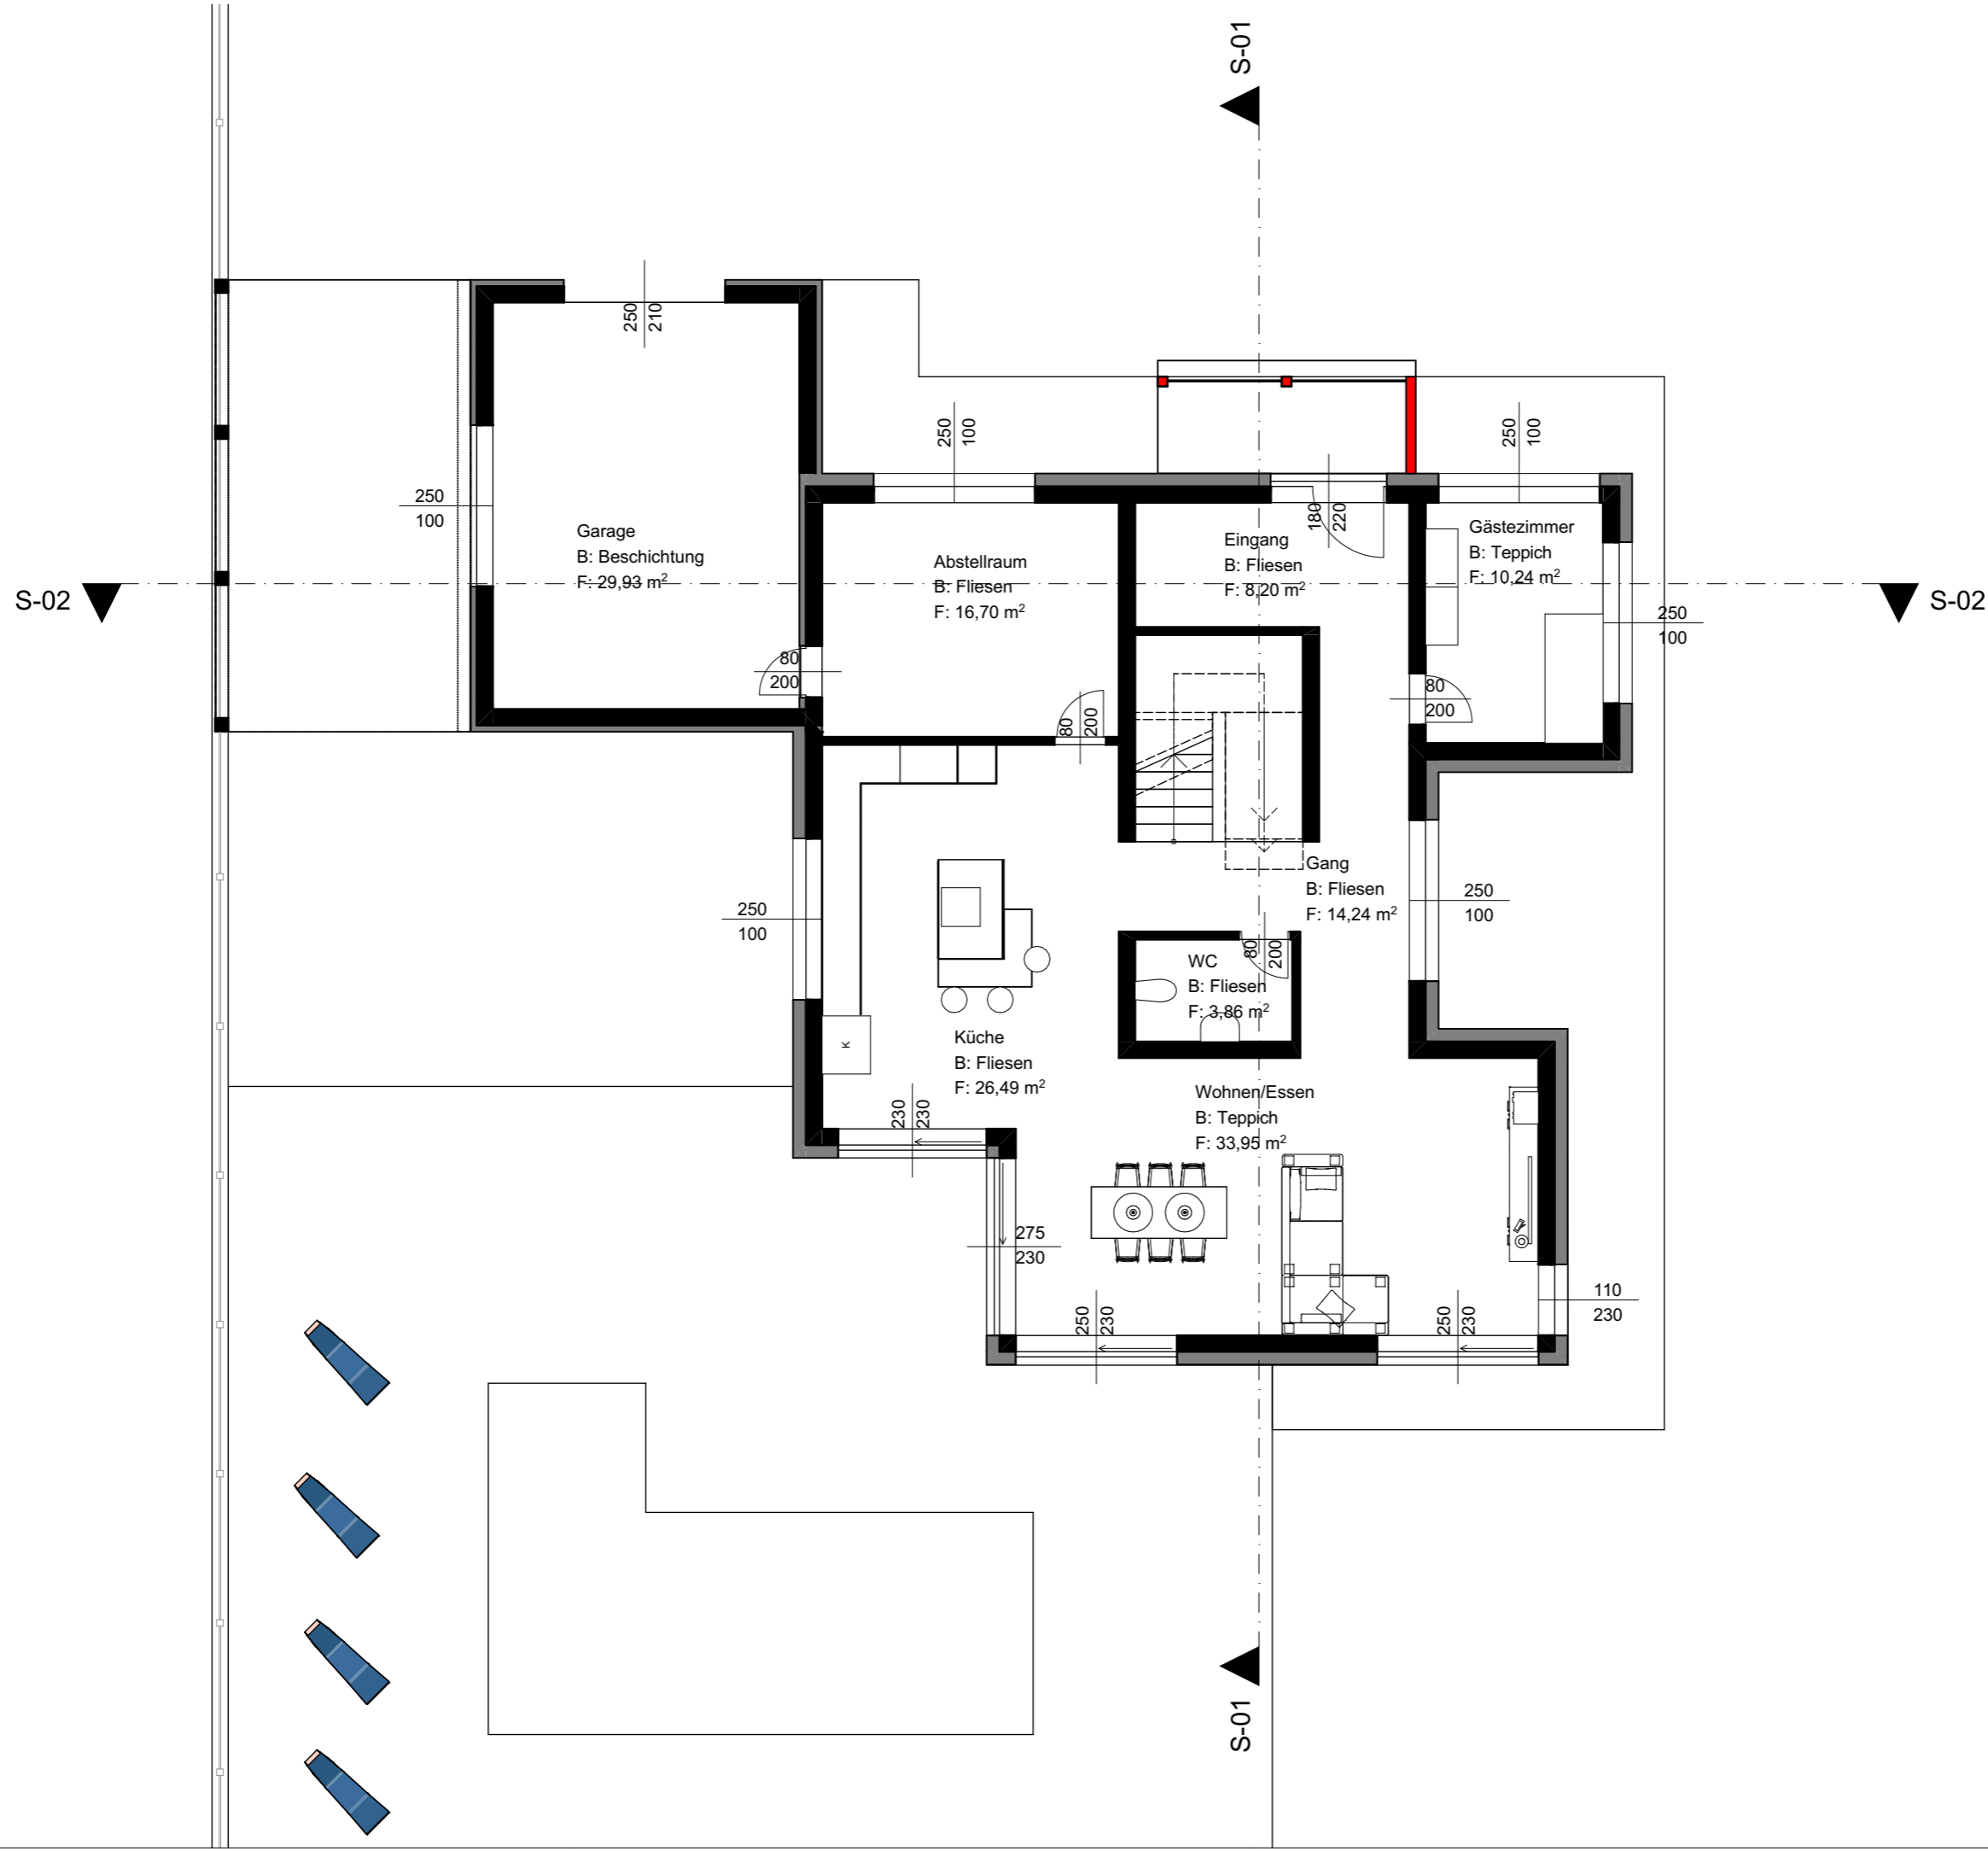 S-01
250
210
250
100
250
100
250
100
Garage
B: Beschichtung
F: 29,93 m²
Abstellraum
B: Fliesen
F: 16,70 m²
Eingang
B: Fliesen
F: 8,20 m²
180
220
Gästezimmer
B: Teppich
F: 10,24 m²
S-02
S-02
250
100
80
200
80
200
80
200
Gang
B: Fliesen
F: 14,24 m²
250
100
250
100
WC
B: Fliesen
F: 3,86 m²
80
200
K
Küche
B: Fliesen
F: 26,49 m²
Wohnen/Essen
B: Teppich
F: 33,95 m²
230
230
275
230
250
230
250
230
110
230
S-01